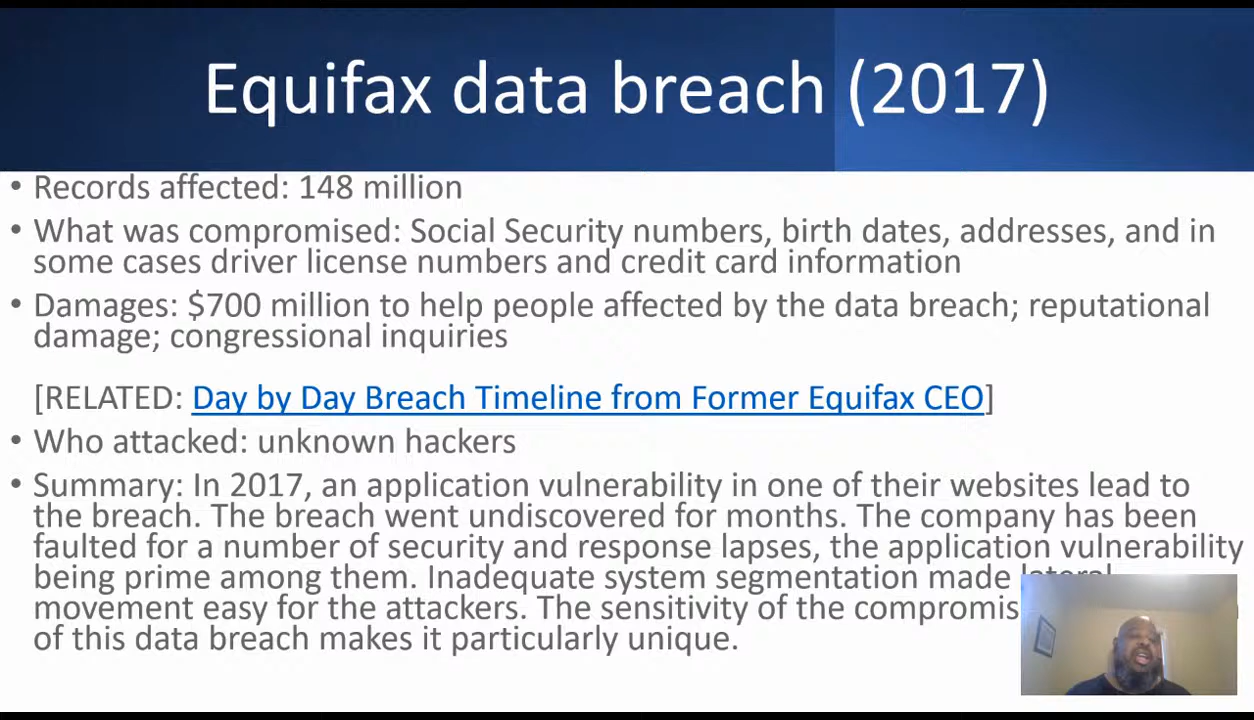 Equifax data breach (2017)
• Records affected: 148 million
• What was compromised: Social Security numbers, birth dates, addresses, and in
some cases driver license numbers and credit card information
• Damages: $700 million to help people affected by the data breach; reputational
damage; congressional inquiries
[RELATED: Day by Day Breach Timeline from Former Equifax CEO]
• Who attacked: unknown hackers
• Summary: In 2017, an application vulnerability in one of their websites lead to
the breach. The breach went undiscovered for months. The company has been
faulted for a number of security and response lapses, the application vulnerability
being prime among them. Inadequate system segmentation made lateral
movement easy for the attackers. The sensitivity of the compromis
of this data breach makes it particularly unique.